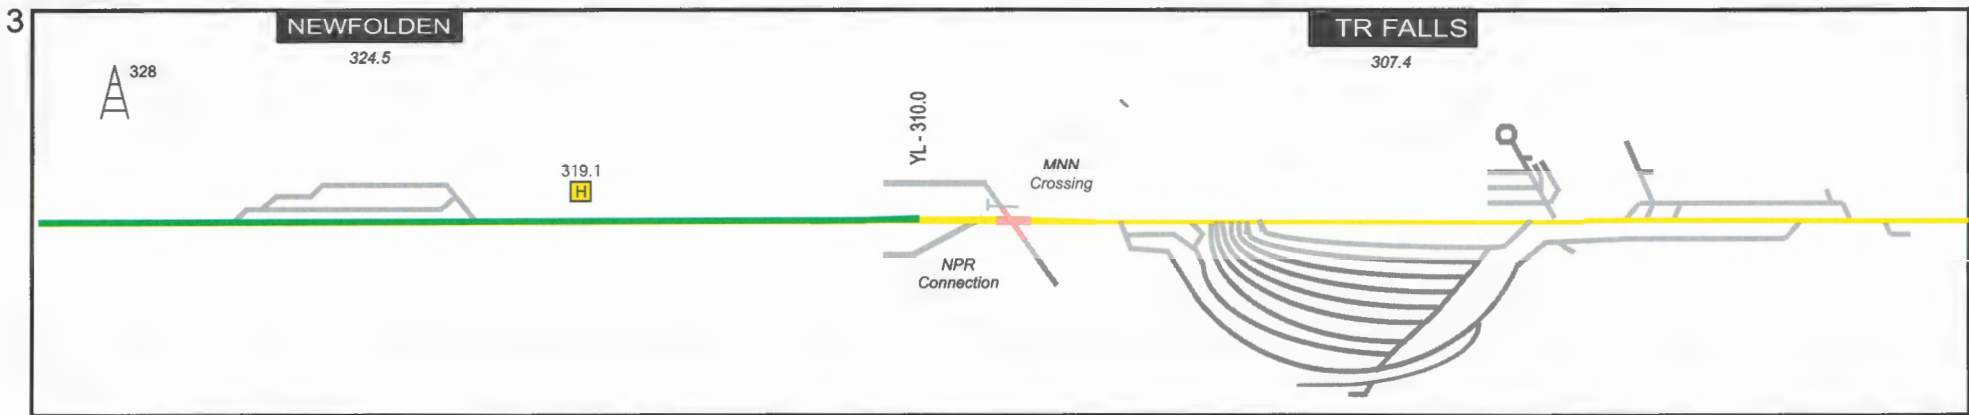 3
NEWFOLDEN
324.5
328
319.1
H
YL - 310.0
MNN
Crossing
NPR
Connection
TR FALLS
307.4